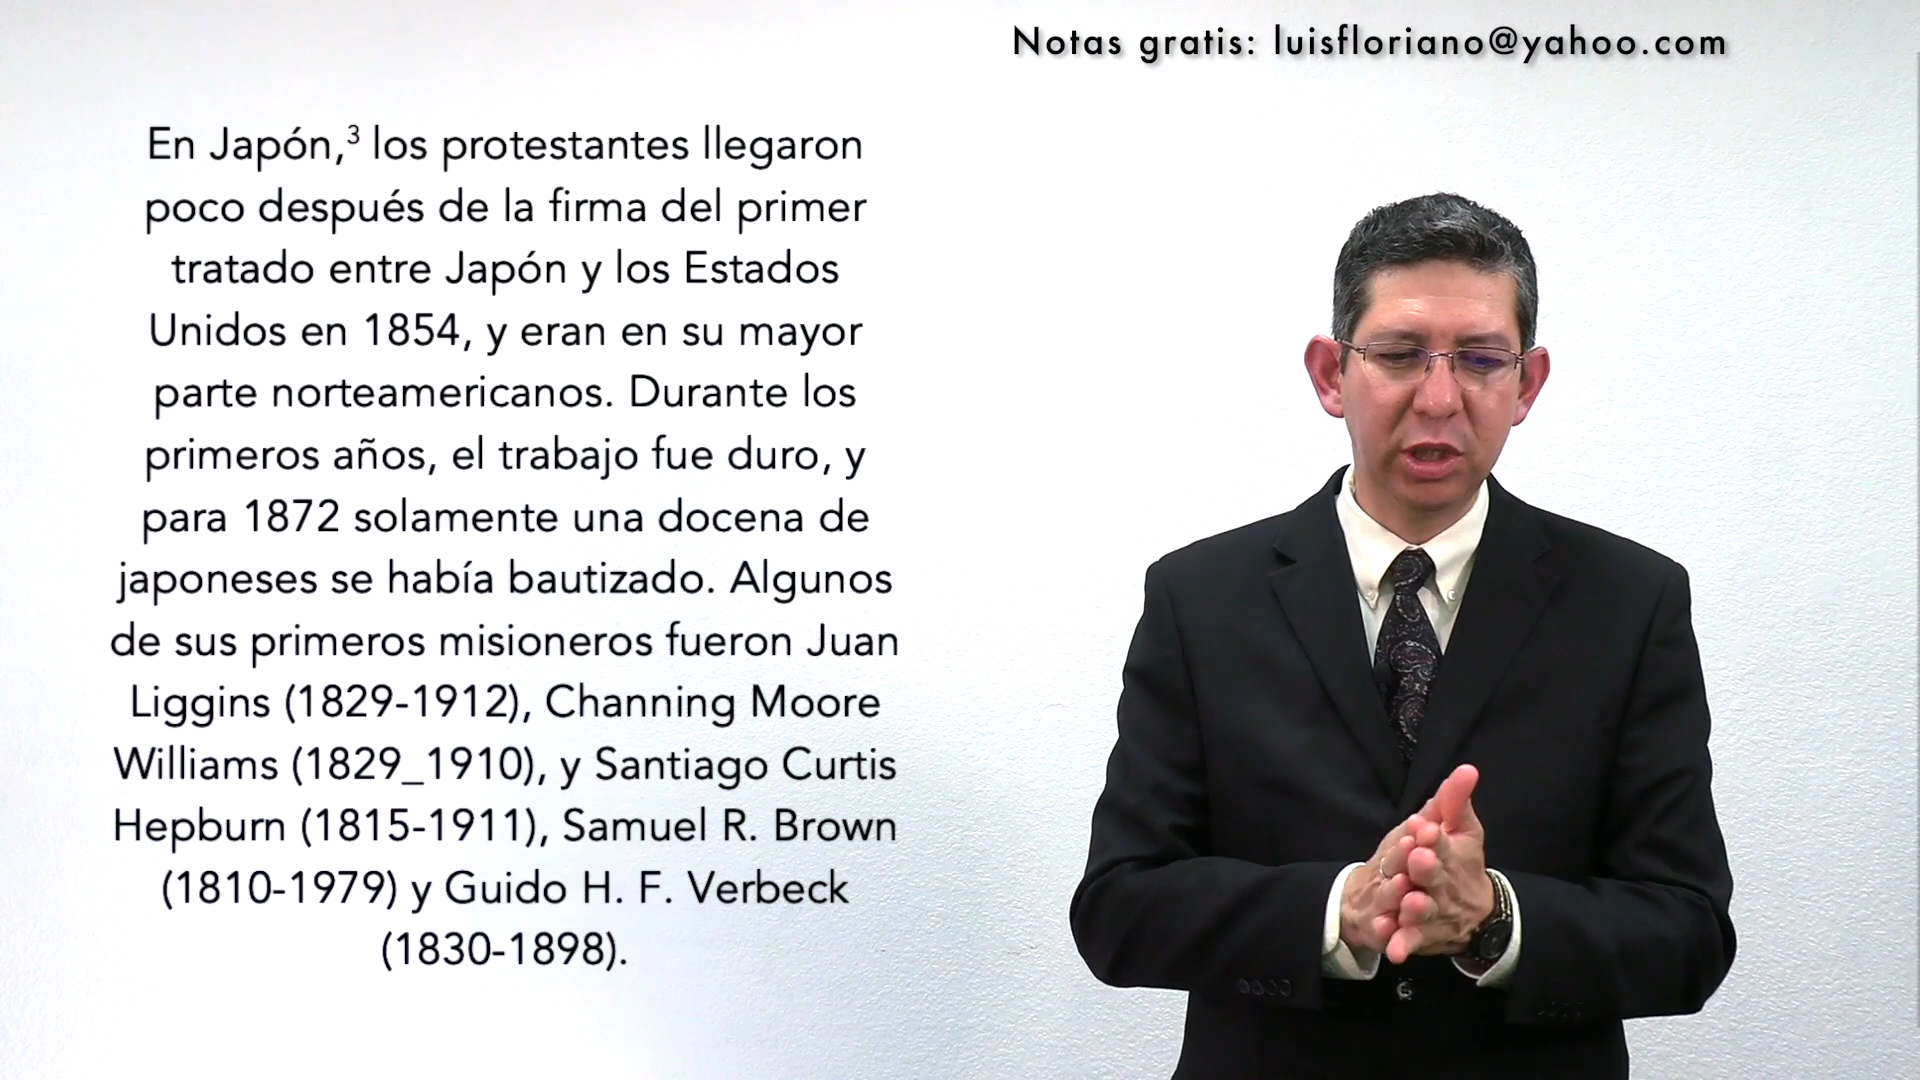 Notas gratis: luisfloriano@yahoo.com
En Japón,³ los protestantes llegaron
poco después de la firma del primer
tratado entre Japón y los Estados
Unidos en 1854, y eran en su mayor
parte norteamericanos. Durante los
primeros años, el trabajo fue duro, y
para 1872 solamente una docena de
japoneses se había bautizado. Algunos
de sus primeros misioneros fueron Juan
Liggins (1829-1912), Channing Moore
Williams (1829_1910), y Santiago Curtis
Hepburn (1815-1911), Samuel R. Brown
(1810-1979) y Guido H. F. Verbeck
(1830-1898).